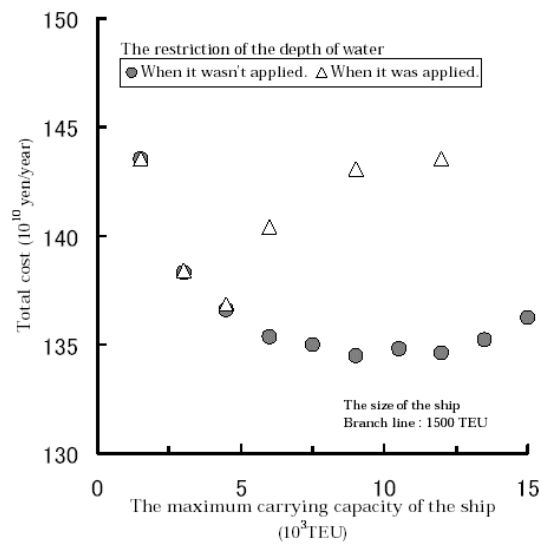 150
The restriction of the depth of water
When it wasn't applied. When it was applied.
145
Total cost (10^10 yen/year)
140
135
The size of the ship
Branch line : 1500 TEU
130
0 5 10 15
The maximum carrying capacity of the ship
(10^3TEU)